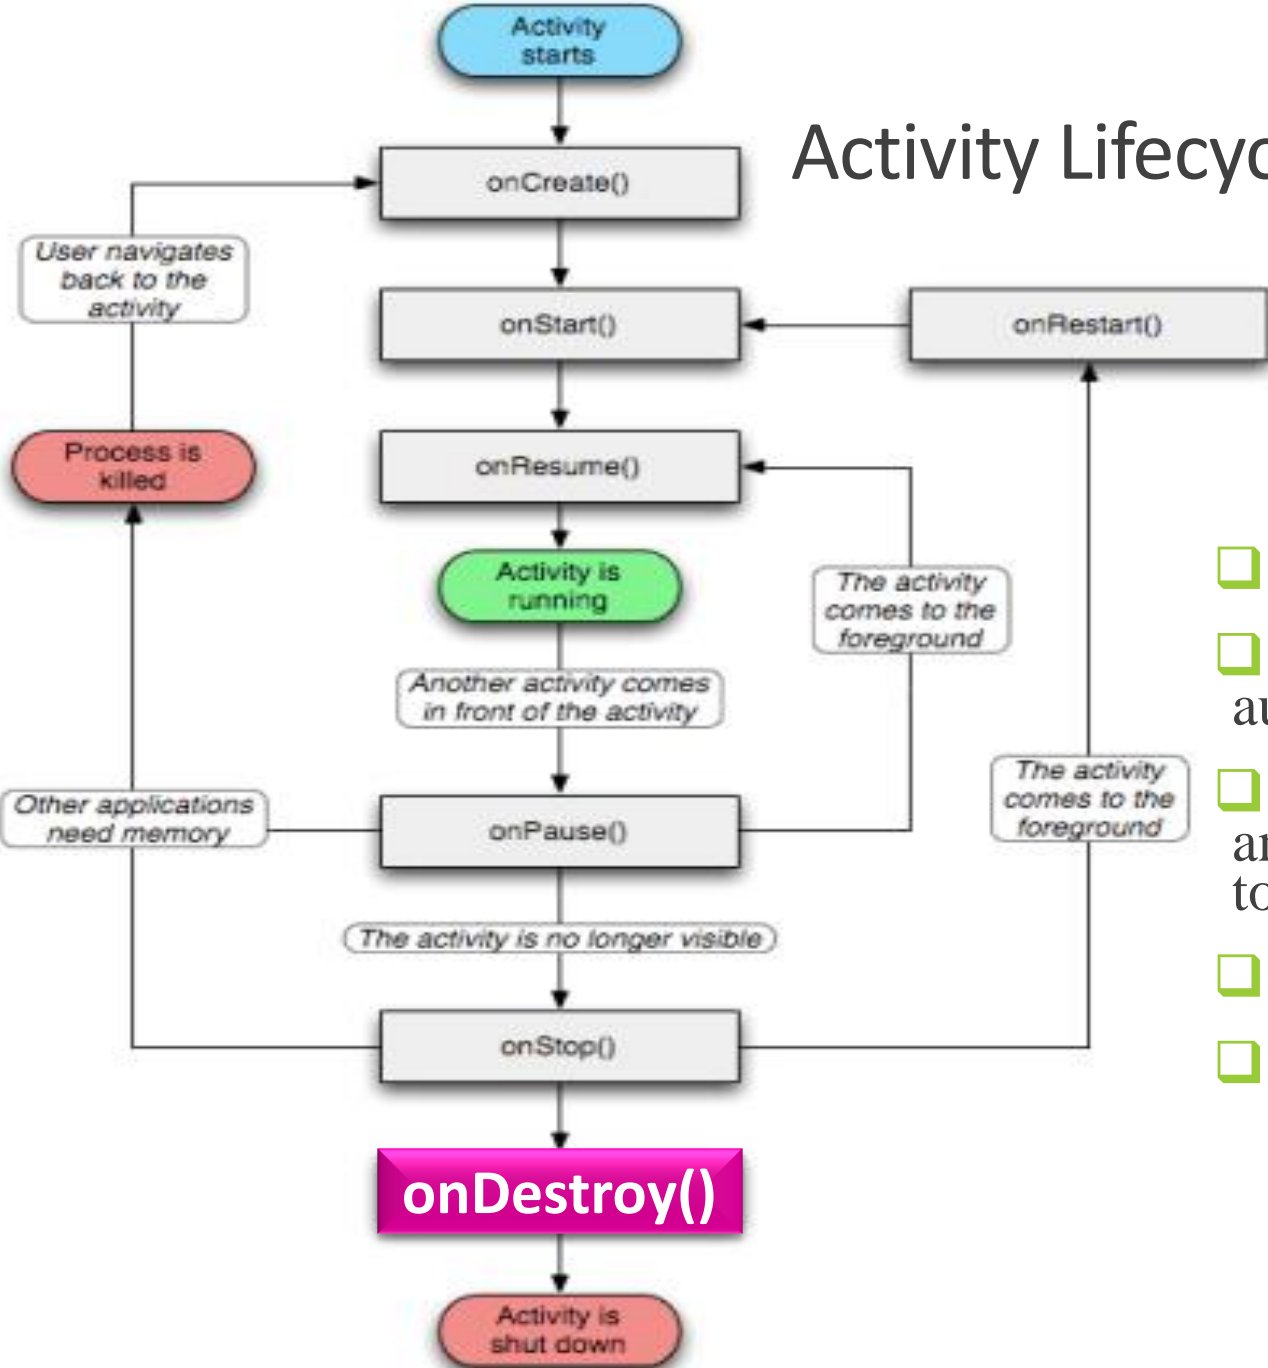 Activity
starts
Activity Lifecyc
onCreate()
User navigates
back to the
activity
onStart()
onRestart()
Process is
killed
onResume()
Activity is
running
The activity
comes to the
foreground
Another activity comes
in front of the activity
Other applications
need memory
onPause()
The activity
comes to the
foreground
The activity is no longer visible
onStop()
onDestroy()
Activity is
shut down
au
an
to